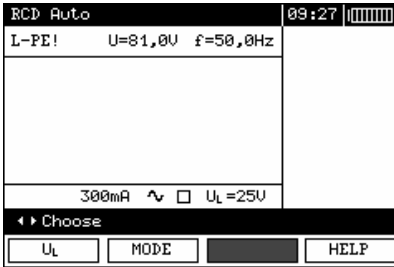 RCD Auto 09:27
L-PE! U=81,0V f=50,0Hz
300mA UL=25V
Choose
UL MODE HELP